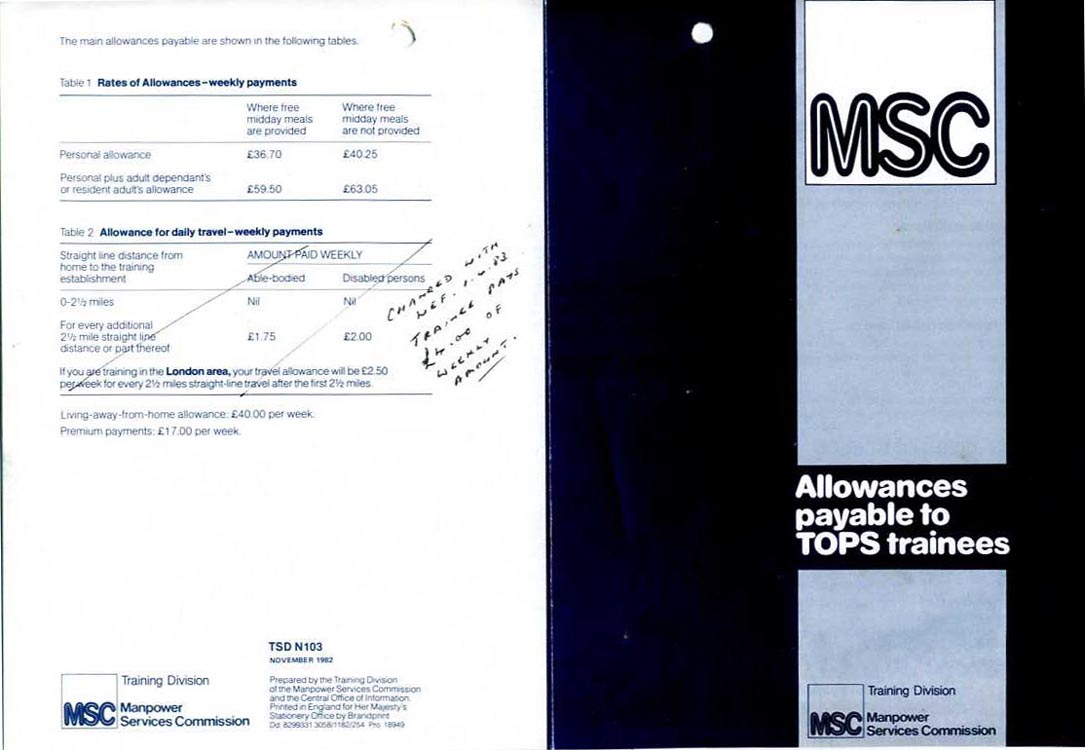 The main allowances payable are shown in the following tables.
Table 1 Rates of Allowances–weekly payments
Where free midday meals are provided
Where free midday meals are not provided
Personal allowance £36.70 £40.25
Personal plus adult dependant's
or resident adult's allowance £59.50 £63.05
Table 2 Allowance for daily travel–weekly payments
Straight line distance from
home to the training
establishment
AMOUNT PAID WEEKLY
Able-bodied Disabled persons
0-2½ miles Nil Nil
For every additional
2½ mile straight line
distance or part thereof
£1.75 £2.00
If you are training in the London area, your travel allowance will be £2.50
per week for every 2½ miles straight-line travel after the first 2½ miles.
CHANGED WITH
WEF. 1.4.83
TRAINEE PAYS
£4.00 OF
WEEKLY
AMOUNT.
Living-away-from-home allowance: £40.00 per week.
Premium payments: £17.00 per week.
TSD N103
NOVEMBER 1982
Prepared by the Training Division
of the Manpower Services Commission
and the Central Office of Information.
Printed in England for Her Majesty's
Stationery Office by Brandprint
Dd. 8299331 3058/1182/254 Pro 18949
Training Division
MSC Manpower
Services Commission
MSC
Allowances
payable to
TOPS trainees
Training Division
MSC Manpower
Services Commission